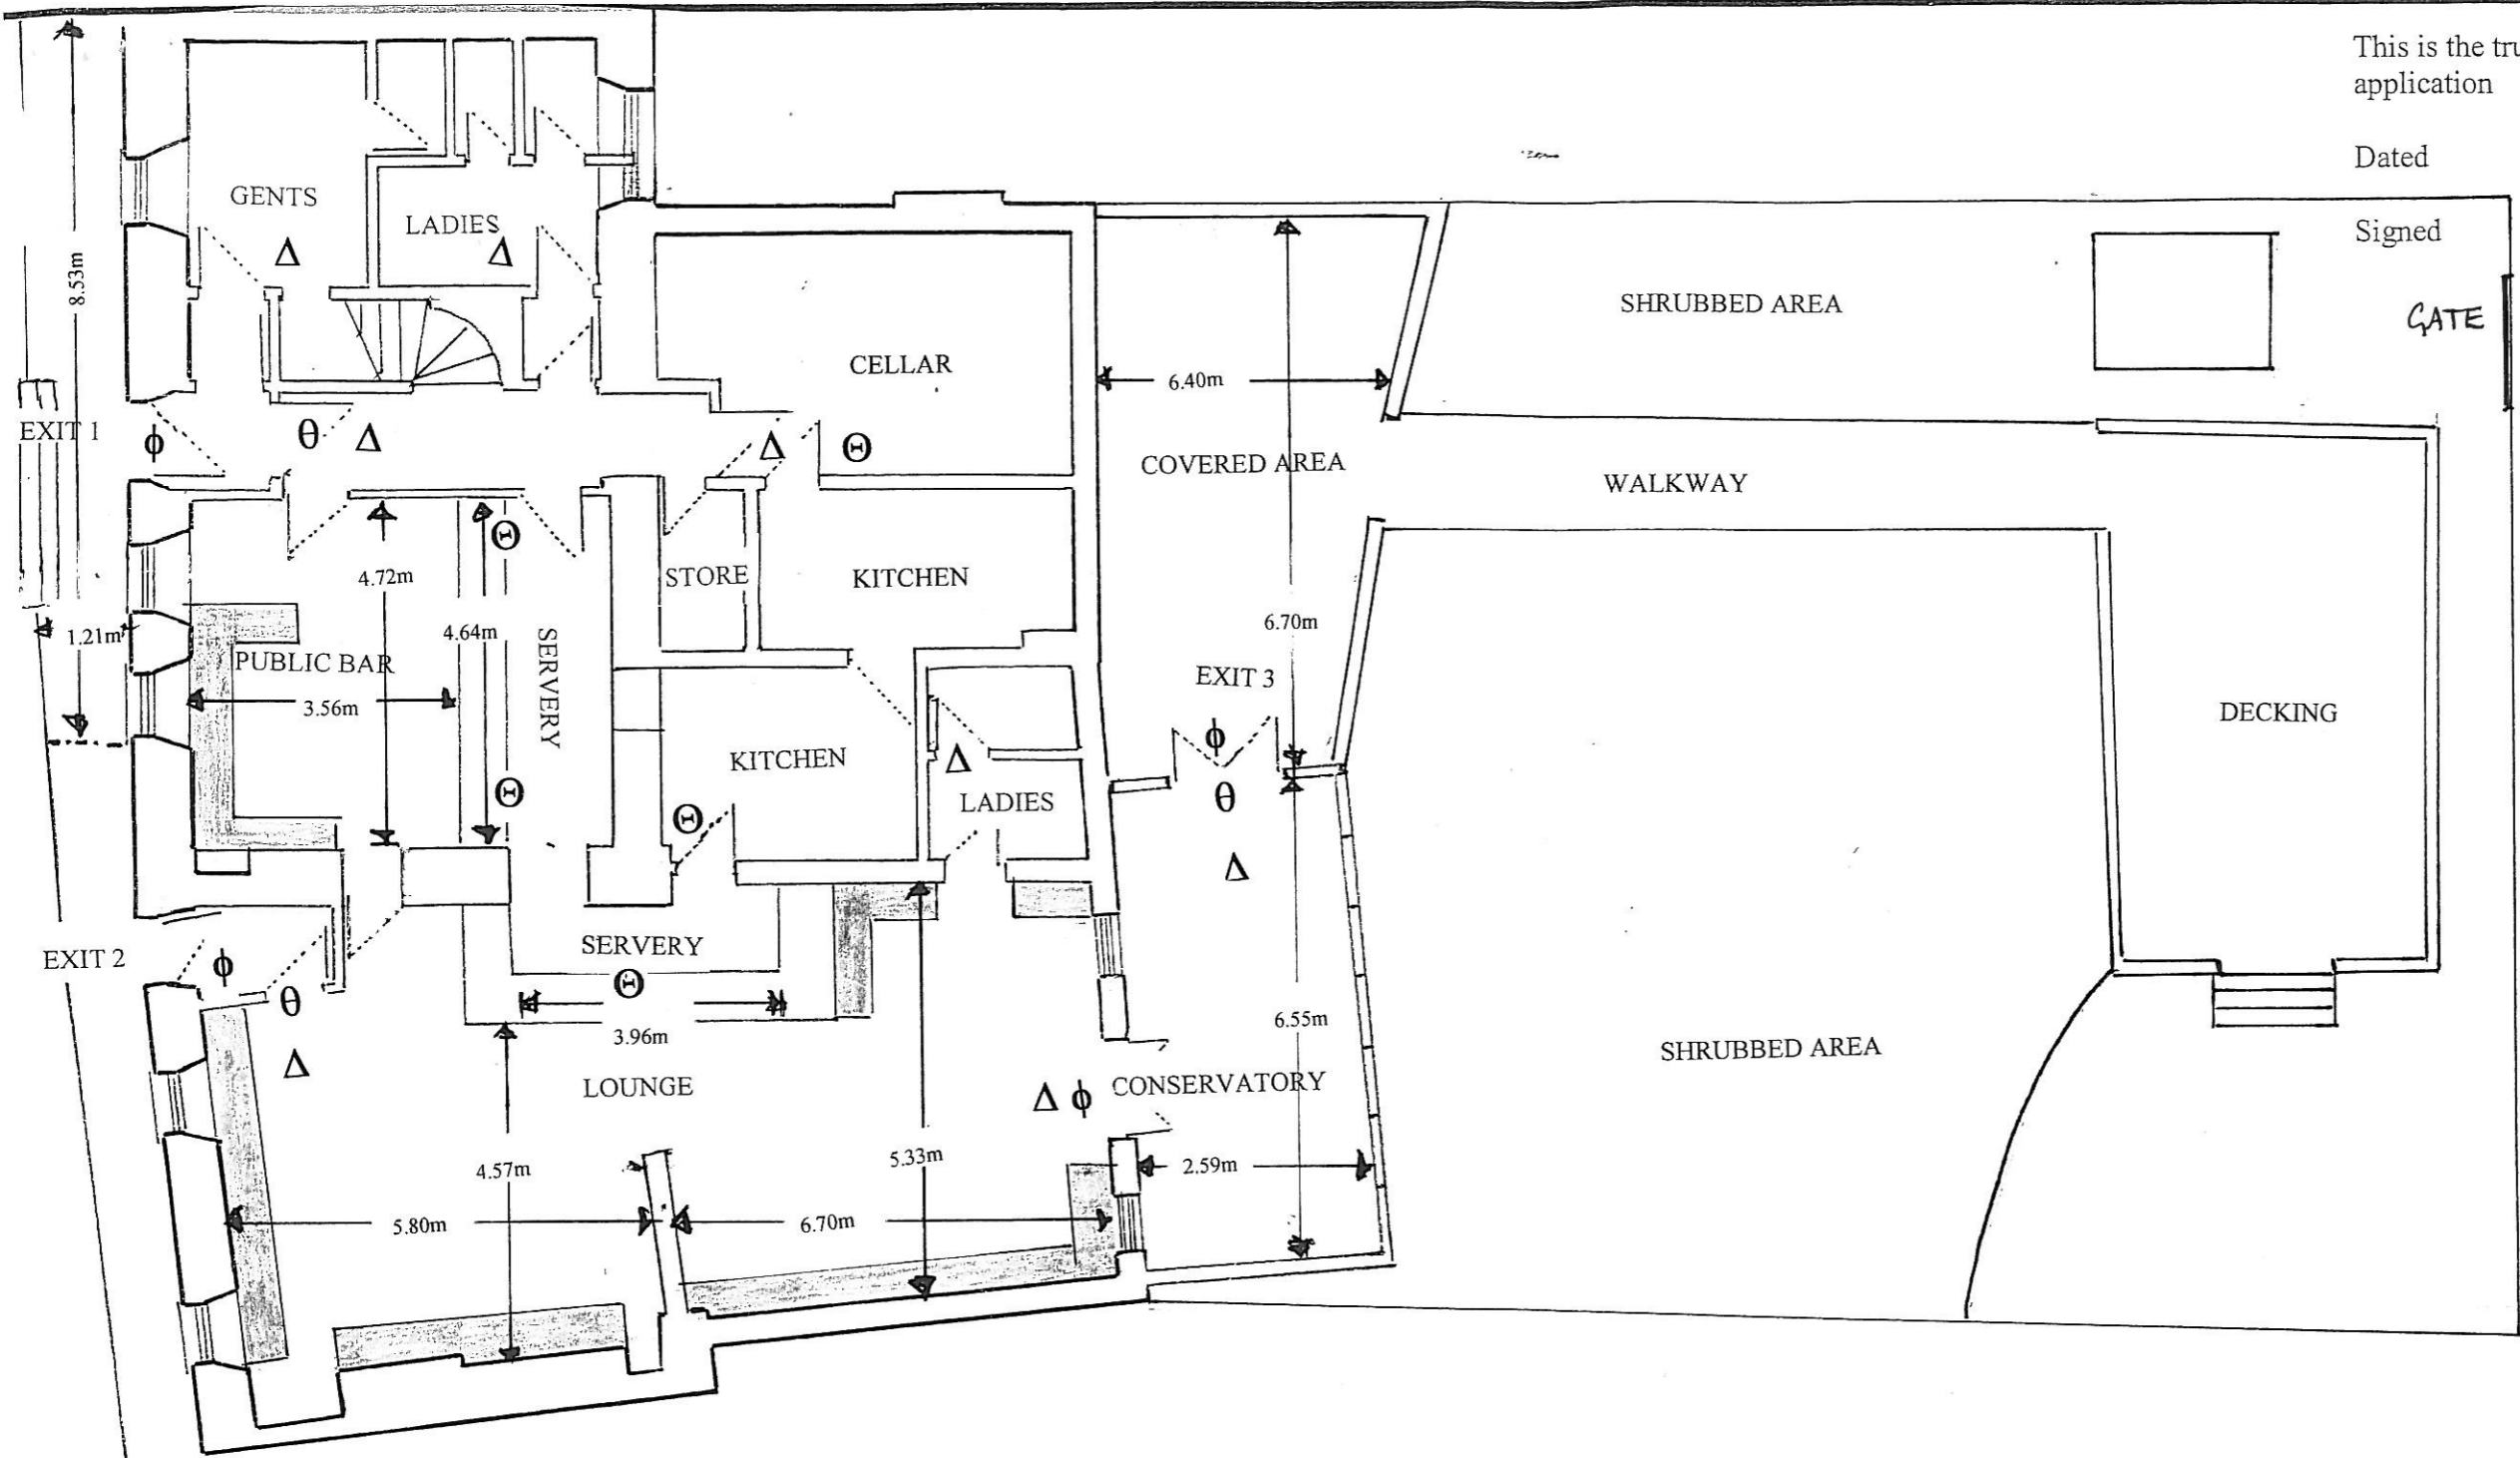 This is the tru
application
Dated
Signed
GATE
8.53m
GENTS
Δ
LADIES
Δ
SHRUBBED AREA
CELLAR
6.40m
EXIT 1
ϕ
θ
Δ
Δ
Θ
COVERED AREA
WALKWAY
4.72m
4.64m
Θ
STORE
KITCHEN
1.21m
PUBLIC BAR
3.56m
SERVERY
Θ
6.70m
EXIT 3
ϕ
θ
Δ
DECKING
KITCHEN
Θ
Δ
LADIES
EXIT 2
ϕ
θ
Δ
SERVERY
Θ
3.96m
LOUNGE
Δ ϕ
CONSERVATORY
6.55m
SHRUBBED AREA
4.57m
5.33m
2.59m
5.80m
6.70m